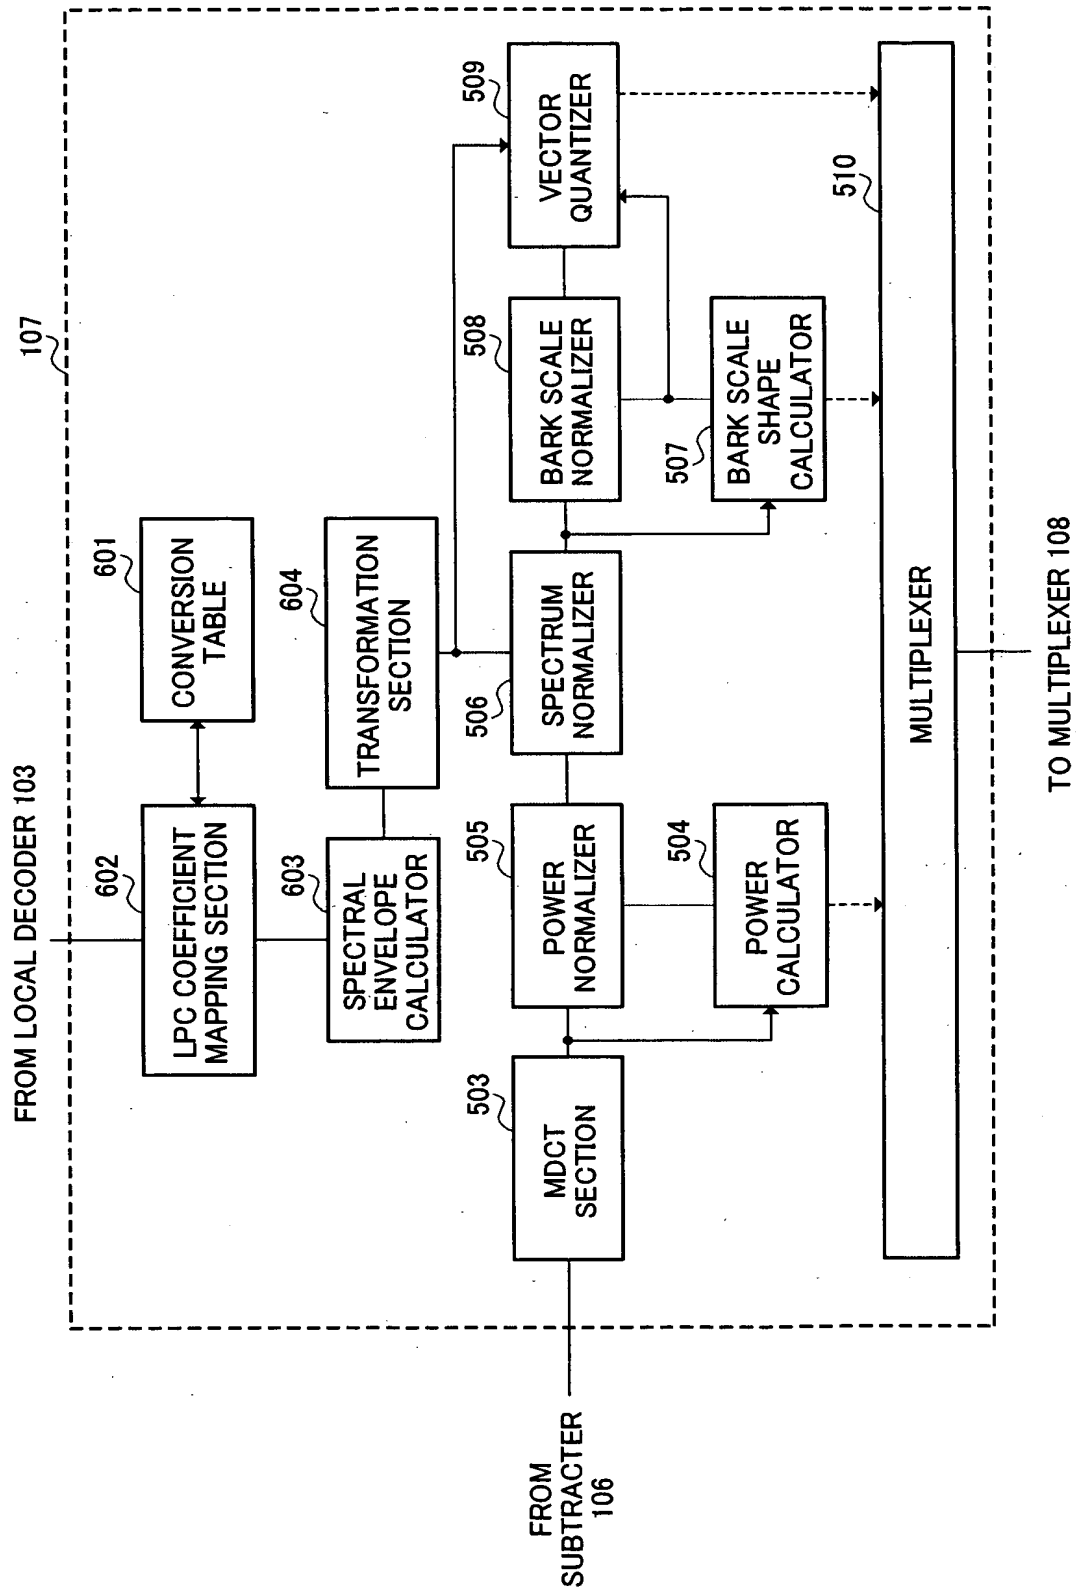 FROM LOCAL DECODER 103
107
602
LPC COEFFICIENT
MAPPING SECTION
601
CONVERSION
TABLE
603
SPECTRAL
ENVELOPE
CALCULATOR
604
TRANSFORMATION
SECTION
FROM
SUBTRACTER
106
503
MDCT
SECTION
505
POWER
NORMALIZER
506
SPECTRUM
NORMALIZER
508
BARK SCALE
NORMALIZER
509
VECTOR
QUANTIZER
504
POWER
CALCULATOR
507
BARK SCALE
SHAPE
CALCULATOR
510
MULTIPLEXER
TO MULTIPLEXER 108